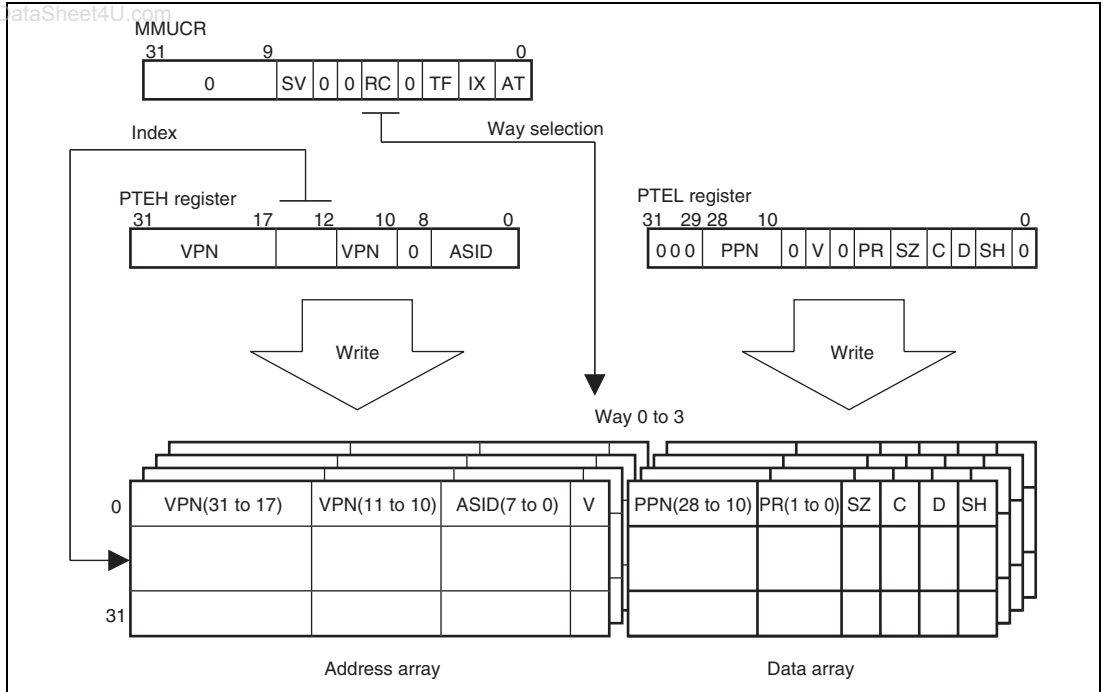 DataSheet4U.com
MMUCR
31 9 0
0 SV 0 0 RC 0 TF IX AT
Index
Way selection
PTEH register
31 17 12 10 8 0
VPN VPN 0 ASID
PTEL register
31 29 28 10 0
0 0 0 PPN 0 V 0 PR SZ C D SH 0
Write
Write
Way 0 to 3
0 VPN(31 to 17) VPN(11 to 10) ASID(7 to 0) V PPN(28 to 10) PR(1 to 0) SZ C D SH
31
Address array
Data array